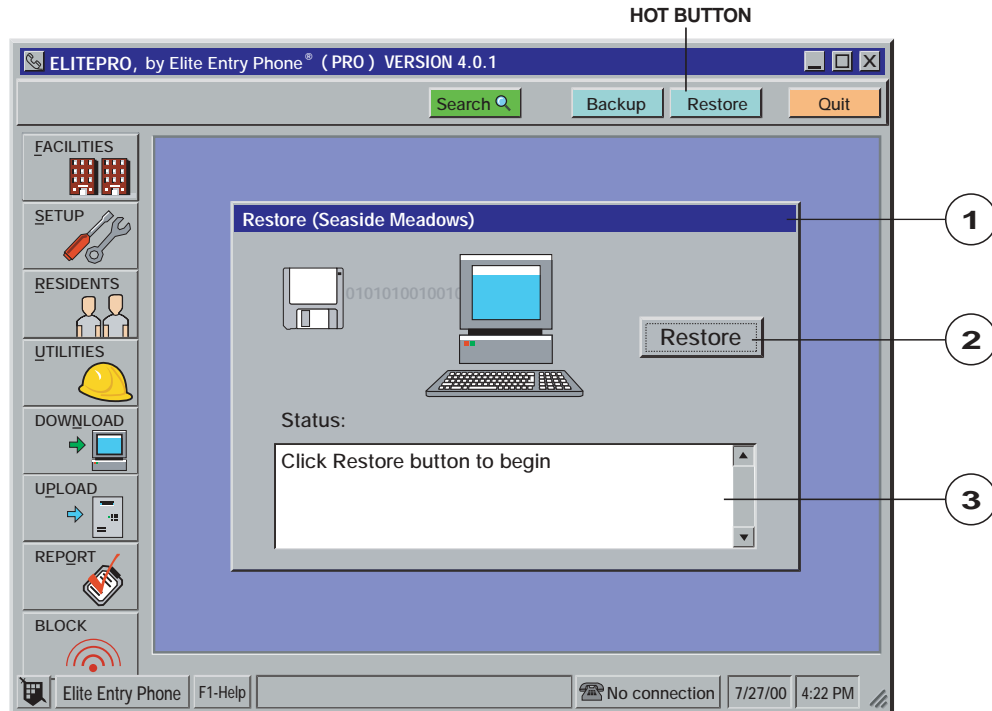 HOT BUTTON
ELITEPRO, by Elite Entry Phone® (PRO) VERSION 4.0.1
Search Backup Restore Quit
FACILITIES
SETUP
RESIDENTS
UTILITIES
DOWNLOAD
UPLOAD
REPORT
BLOCK
Restore (Seaside Meadows)
1
0101010010010
Restore
2
Status:
Click Restore button to begin
3
Elite Entry Phone F1-Help No connection 7/27/00 4:22 PM